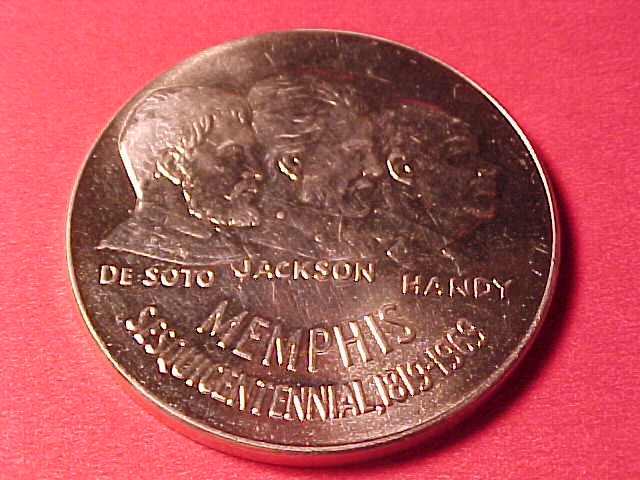 DE SOTO JACKSON HANDY
MEMPHIS
SESQUICENTENNIAL, 1819-1969